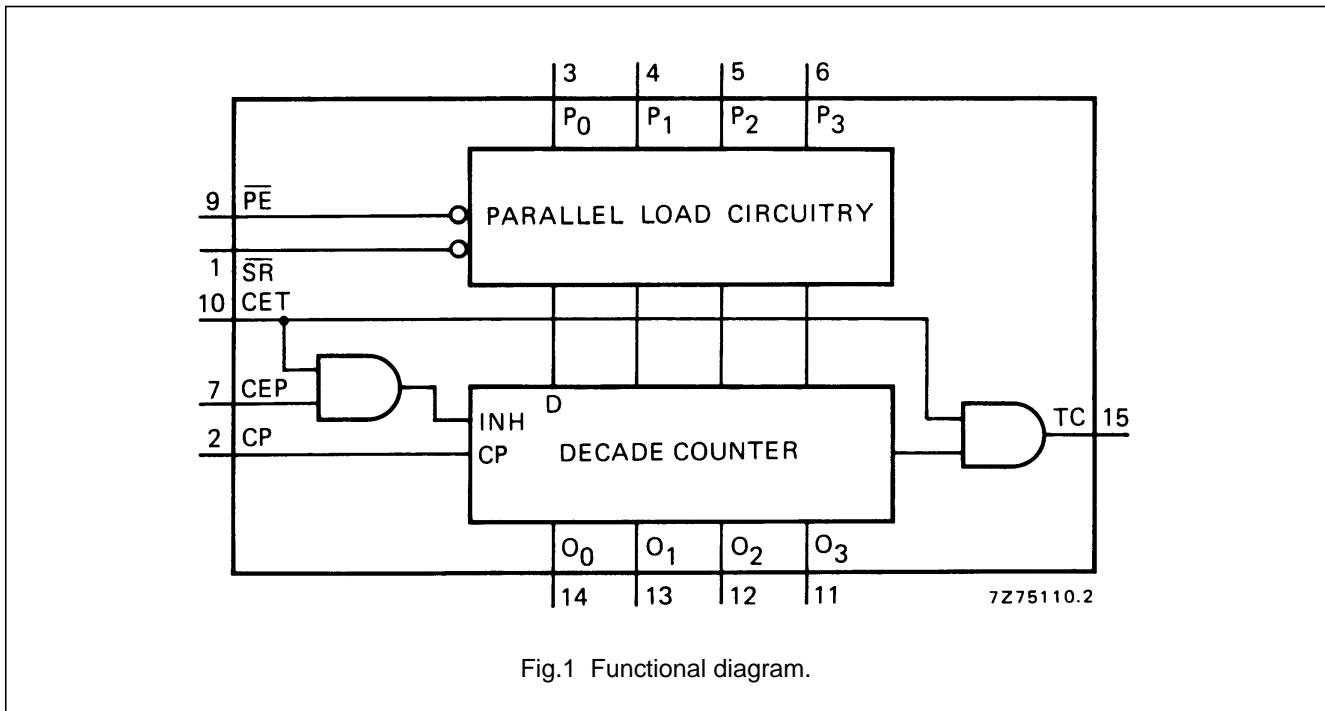 3 4 5 6
P0 P1 P2 P3
9 P̅E̅
PARALLEL LOAD CIRCUITRY
1 S̅R̅
10 CET
7 CEP
D
INH
TC 15
2 CP
CP DECADE COUNTER
O0 O1 O2 O3
14 13 12 11
7Z75110.2
Fig.1 Functional diagram.